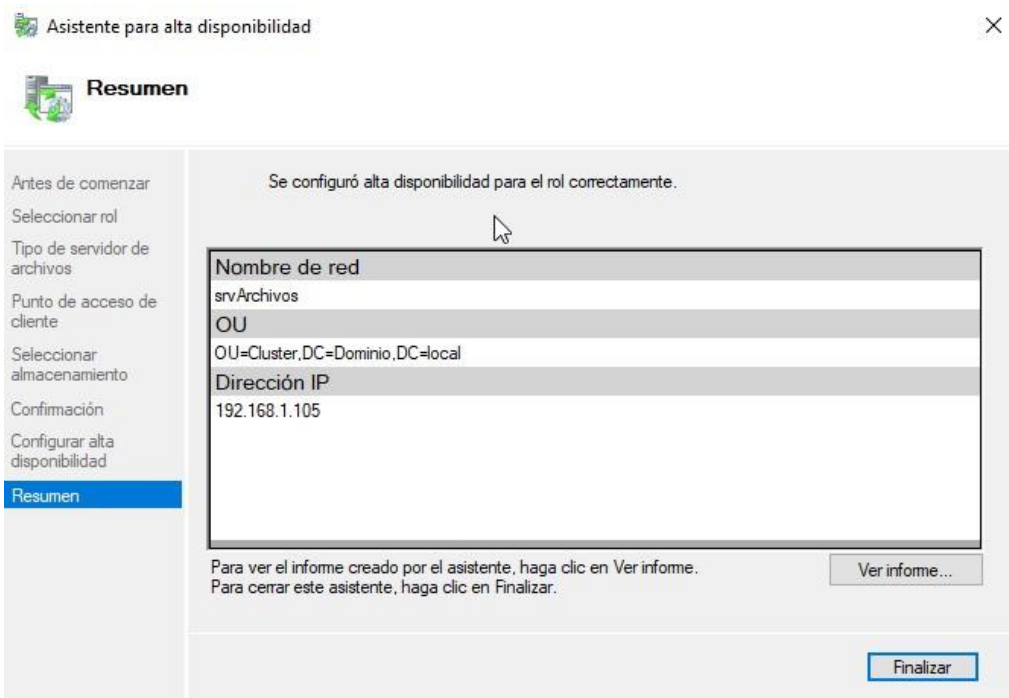 Asistente para alta disponibilidad
Resumen
Antes de comenzar
Seleccionar rol
Tipo de servidor de
archivos
Punto de acceso de
cliente
Seleccionar
almacenamiento
Confirmación
Configurar alta
disponibilidad
Resumen
Se configuró alta disponibilidad para el rol correctamente.
Nombre de red
srvArchivos
OU
OU=Cluster,DC=Dominio,DC=local
Dirección IP
192.168.1.105
Para ver el informe creado por el asistente, haga clic en Ver informe.
Para cerrar este asistente, haga clic en Finalizar.
Ver informe...
Finalizar